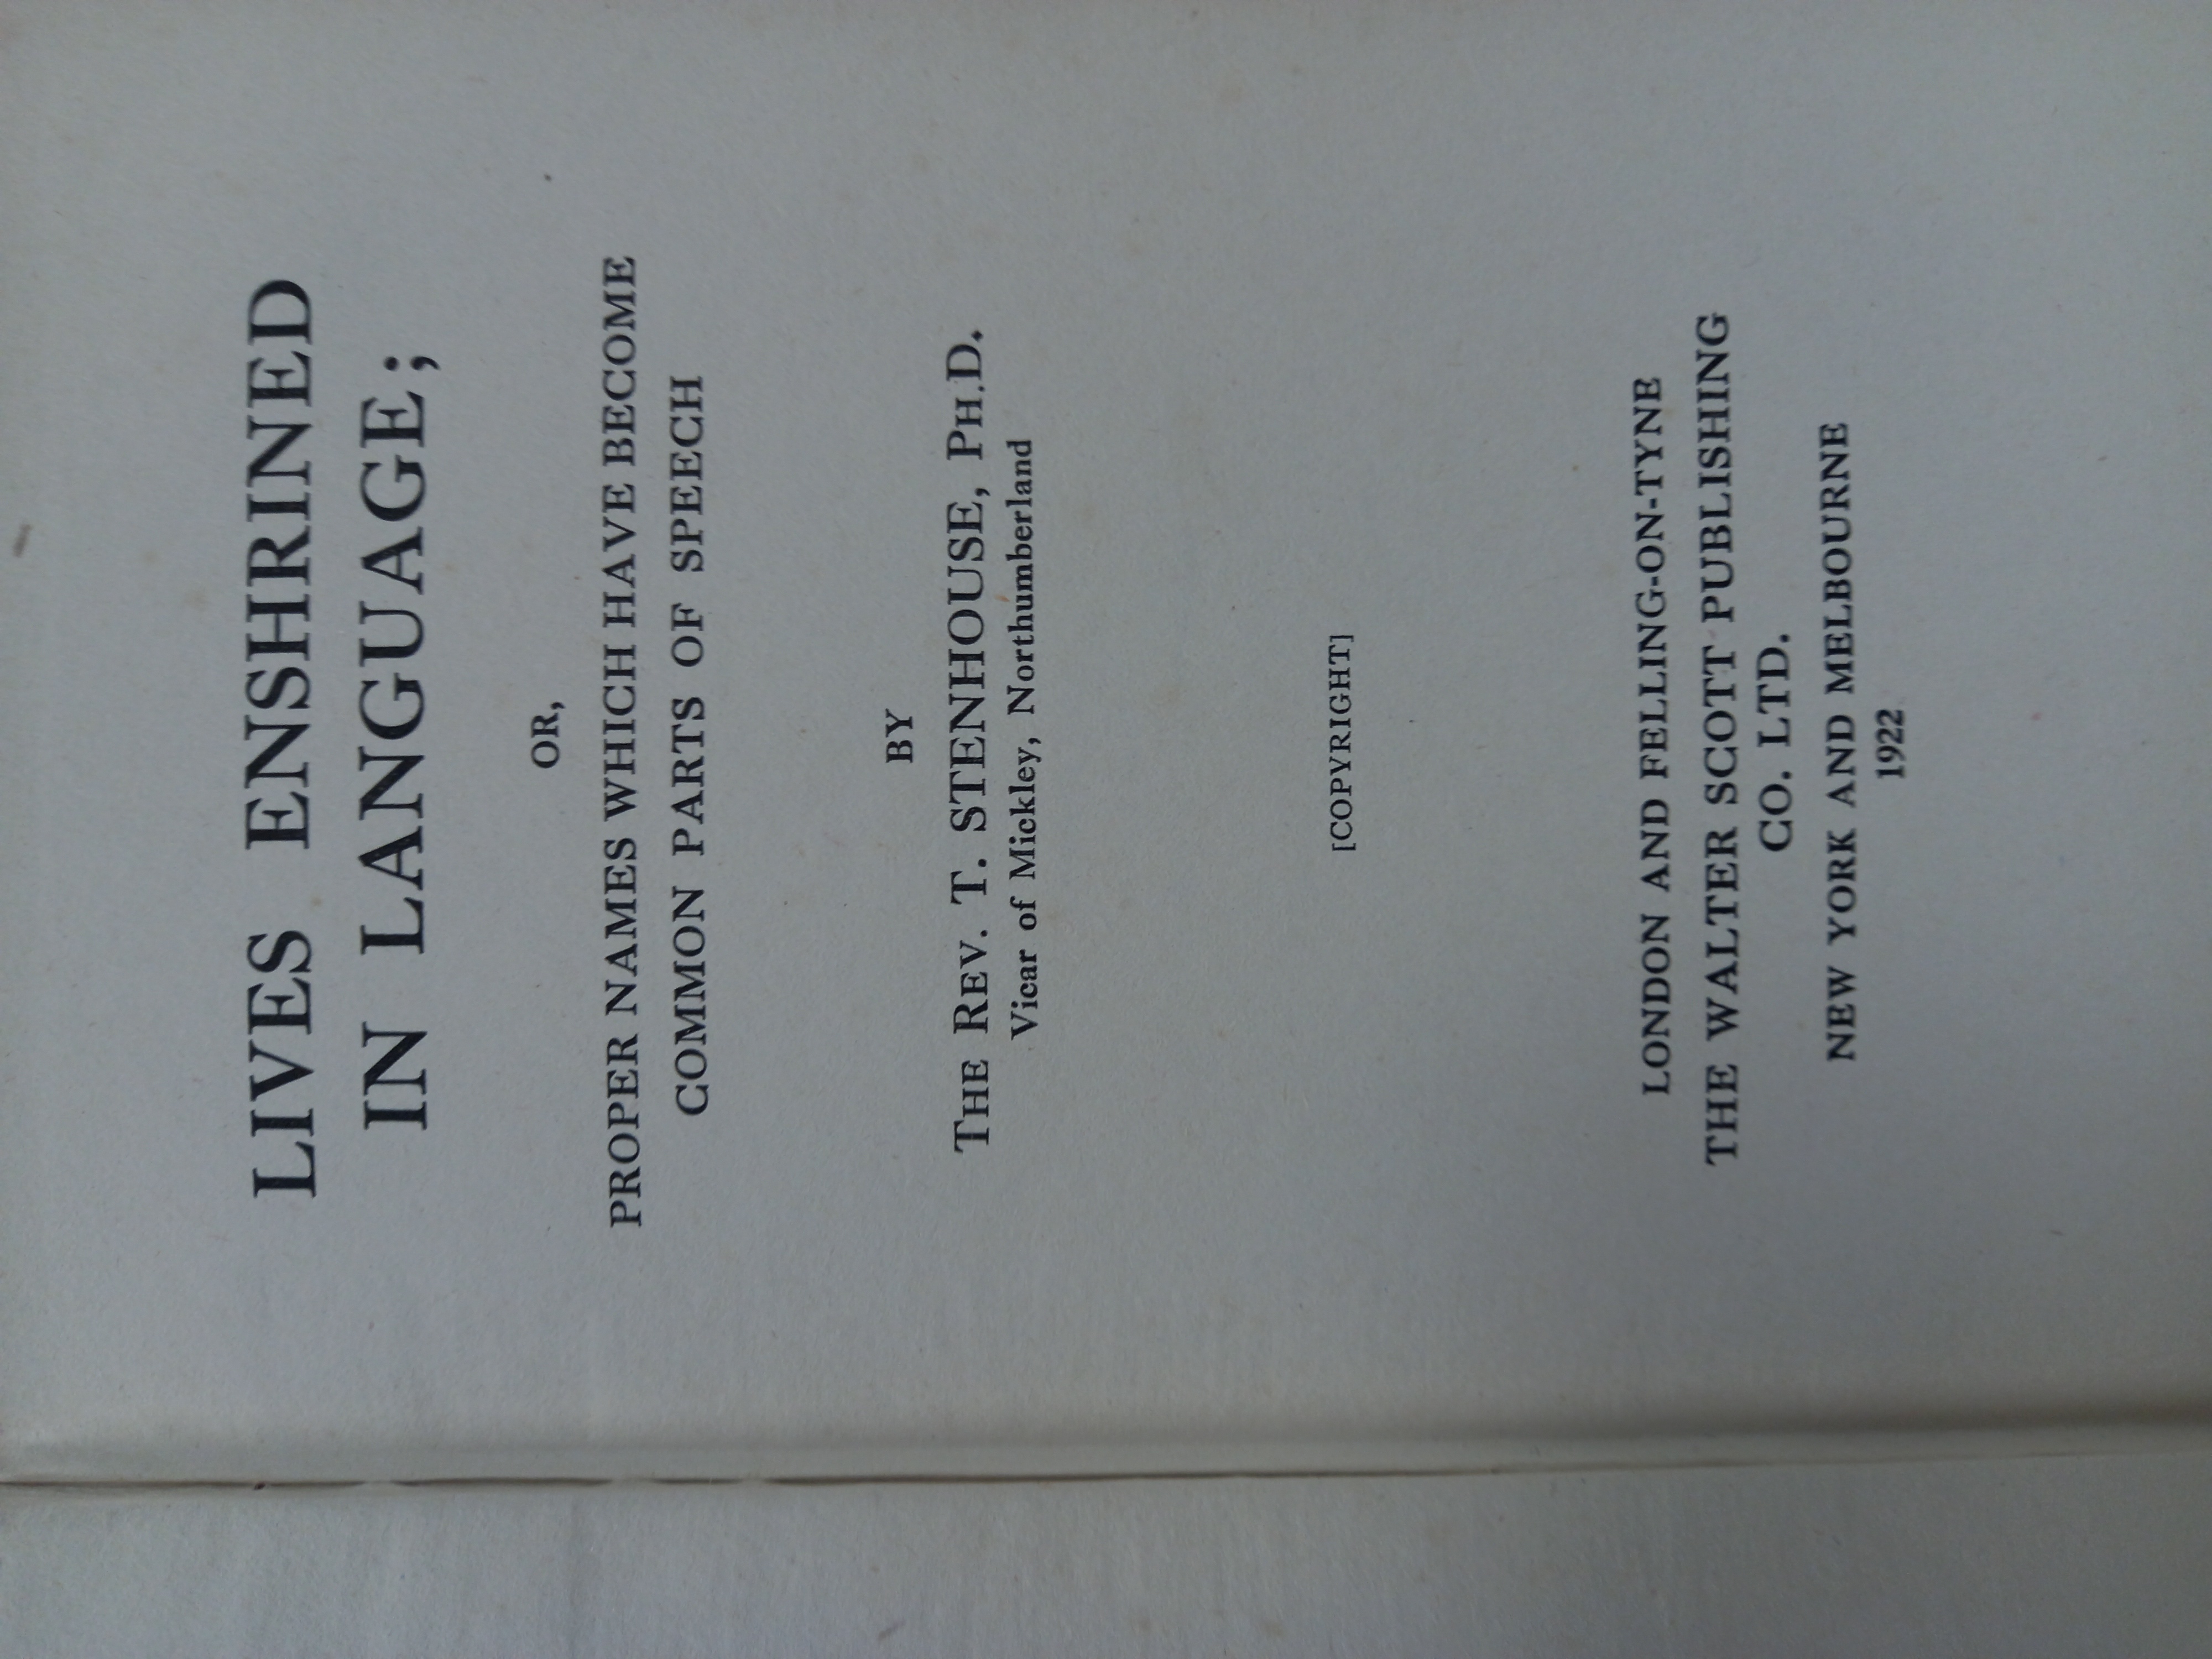 LIVES ENSHRINED
IN LANGUAGE;
OR,
PROPER NAMES WHICH HAVE BECOME
COMMON PARTS OF SPEECH
BY
THE REV. T. STENHOUSE, PH.D.
Vicar of Mickley, Northumberland
[COPYRIGHT]
LONDON AND FELLING-ON-TYNE
THE WALTER SCOTT PUBLISHING
CO. LTD.
NEW YORK AND MELBOURNE
1922